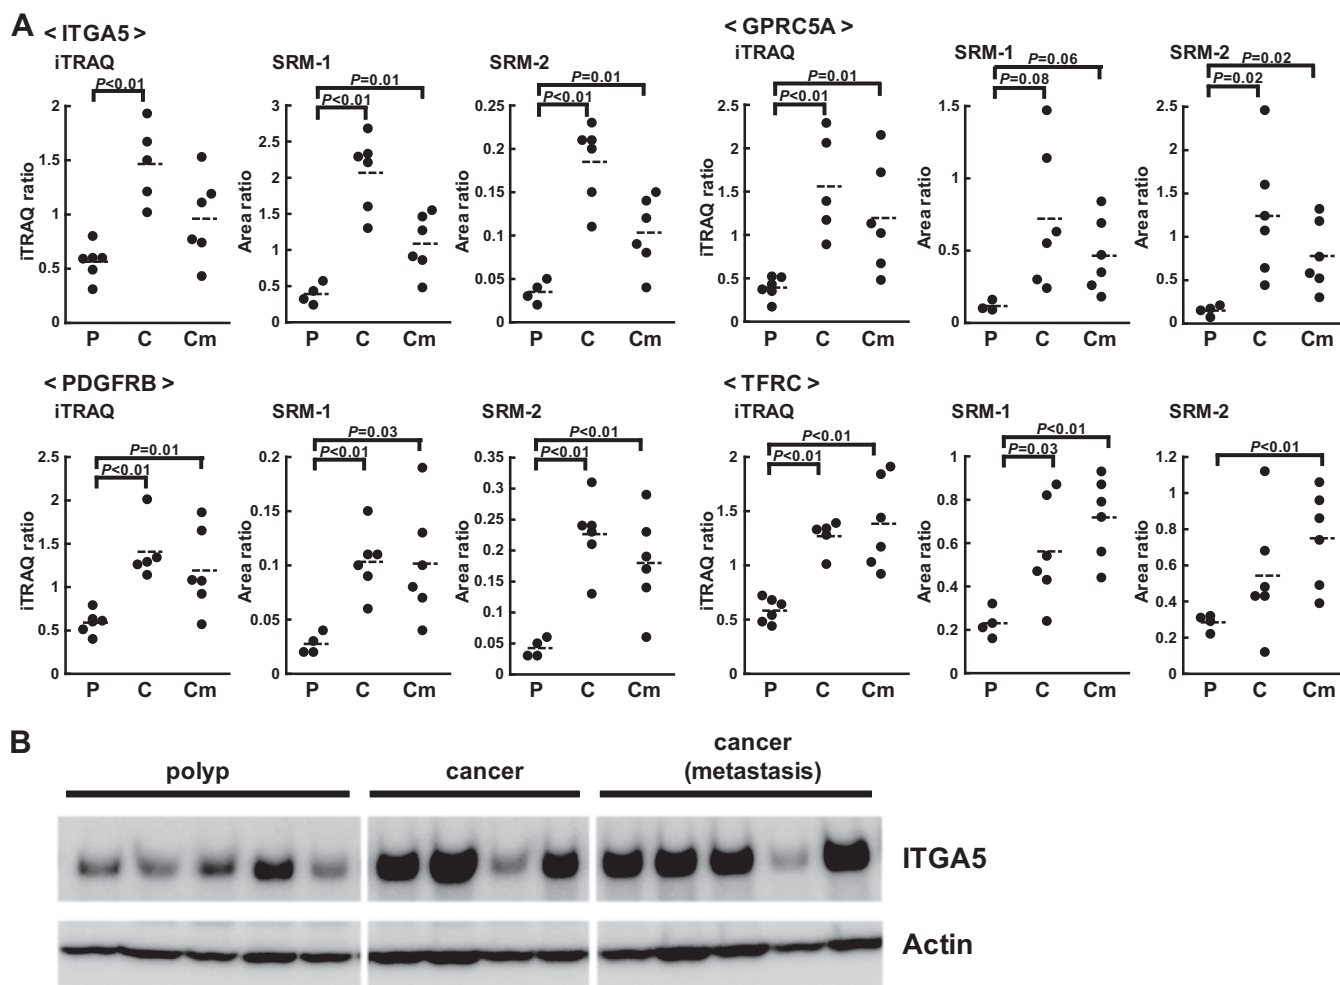 A
< ITGA5 >
iTRAQ
SRM-1
SRM-2
P<0.01
P=0.01
P<0.01
P=0.01
P<0.01
iTRAQ ratio
2
1.5
1
0.5
0
P C Cm
Area ratio
3
2.5
2
1.5
1
0.5
0
P C Cm
Area ratio
0.25
0.2
0.15
0.1
0.05
0
P C Cm
< GPRC5A >
iTRAQ
SRM-1
SRM-2
P=0.01
P<0.01
P=0.06
P=0.08
P=0.02
P=0.02
iTRAQ ratio
2.5
2
1.5
1
0.5
0
P C Cm
Area ratio
1.5
1
0.5
0
P C Cm
Area ratio
2.5
2
1.5
1
0.5
0
P C Cm
< PDGFRB >
iTRAQ
SRM-1
SRM-2
P=0.01
P<0.01
P=0.03
P<0.01
P<0.01
P<0.01
iTRAQ ratio
2.5
2
1.5
1
0.5
0
P C Cm
Area ratio
0.2
0.15
0.1
0.05
0
P C Cm
Area ratio
0.35
0.3
0.25
0.2
0.15
0.1
0.05
0
P C Cm
< TFRC >
iTRAQ
SRM-1
SRM-2
P<0.01
P<0.01
P<0.01
P=0.03
P<0.01
iTRAQ ratio
2
1.5
1
0.5
0
P C Cm
Area ratio
1
0.8
0.6
0.4
0.2
0
P C Cm
Area ratio
1.2
1
0.8
0.6
0.4
0.2
0
P C Cm
B
polyp
cancer
cancer
(metastasis)
ITGA5
Actin